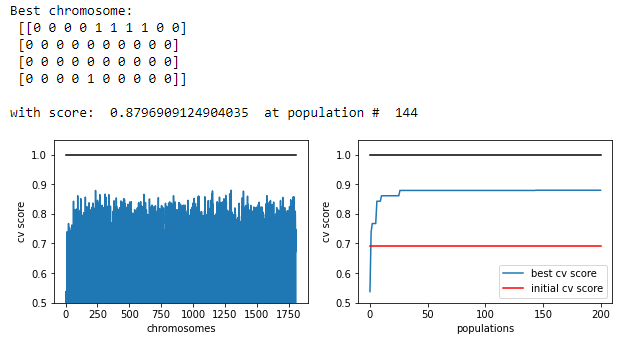 Best chromosome:
[[0 0 0 0 1 1 1 1 0 0]
[0 0 0 0 0 0 0 0 0 0]
[0 0 0 0 0 0 0 0 0 0]
[0 0 0 0 1 0 0 0 0 0]]
with score: 0.8796909124904035 at population # 144
1.0
0.9
0.8
0.7
0.6
0.5
cv score
0 250 500 750 1000 1250 1500 1750
chromosomes
1.0
0.9
0.8
0.7
0.6
0.5
cv score
best cv score
initial cv score
0 50 100 150 200
populations